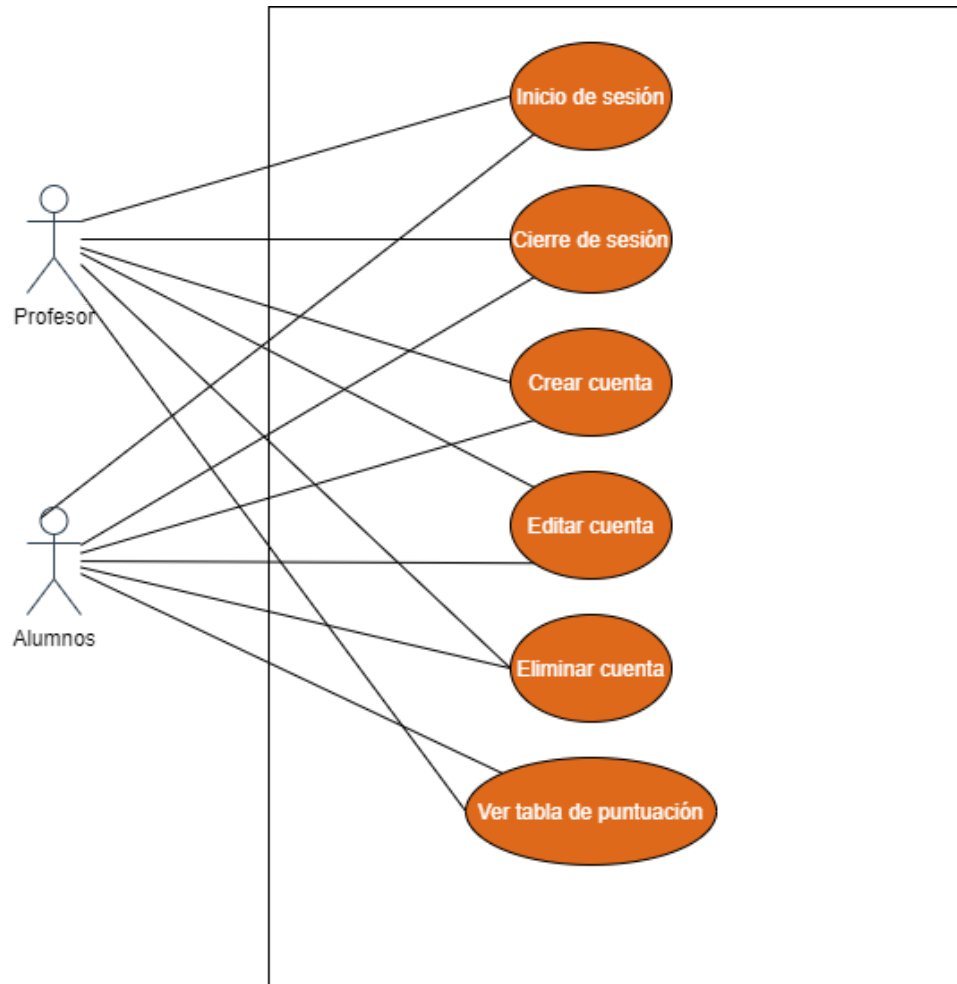 Inicio de sesión
Cierre de sesión
Profesor
Crear cuenta
Editar cuenta
Alumnos
Eliminar cuenta
Ver tabla de puntuación